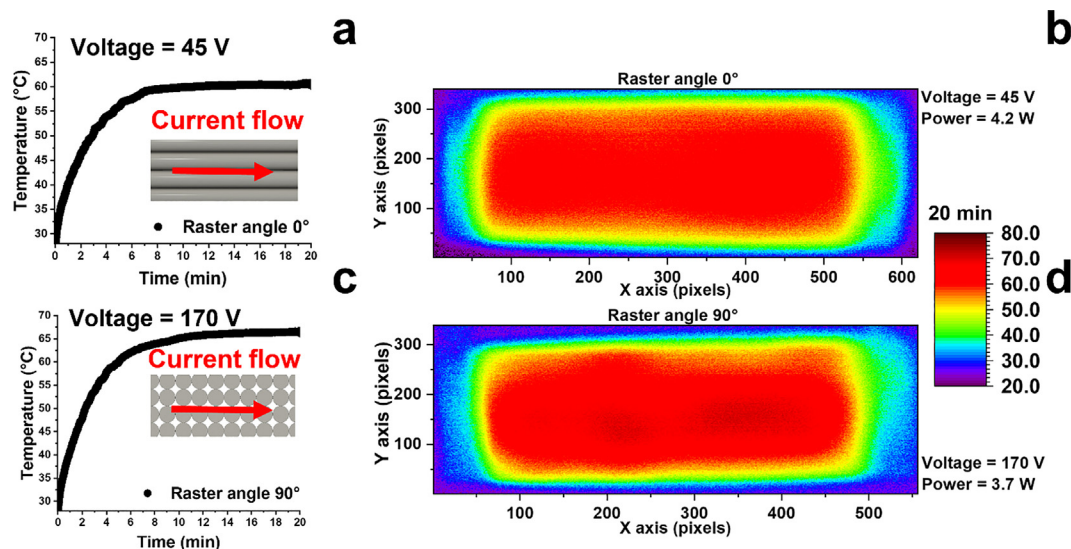 a
Voltage = 45 V
Temperature (°C)
70
65
60
55
50
45
40
35
30
Current flow
Raster angle 0°
0 2 4 6 8 10 12 14 16 18 20
Time (min)
b
Raster angle 0°
Voltage = 45 V
Power = 4.2 W
Y axis (pixels)
300
200
100
100 200 300 400 500 600
X axis (pixels)
20 min
80.0
70.0
60.0
50.0
40.0
30.0
20.0
c
Voltage = 170 V
Temperature (°C)
70
65
60
55
50
45
40
35
30
Current flow
Raster angle 90°
0 2 4 6 8 10 12 14 16 18 20
Time (min)
d
Raster angle 90°
Y axis (pixels)
300
200
100
100 200 300 400 500
X axis (pixels)
Voltage = 170 V
Power = 3.7 W